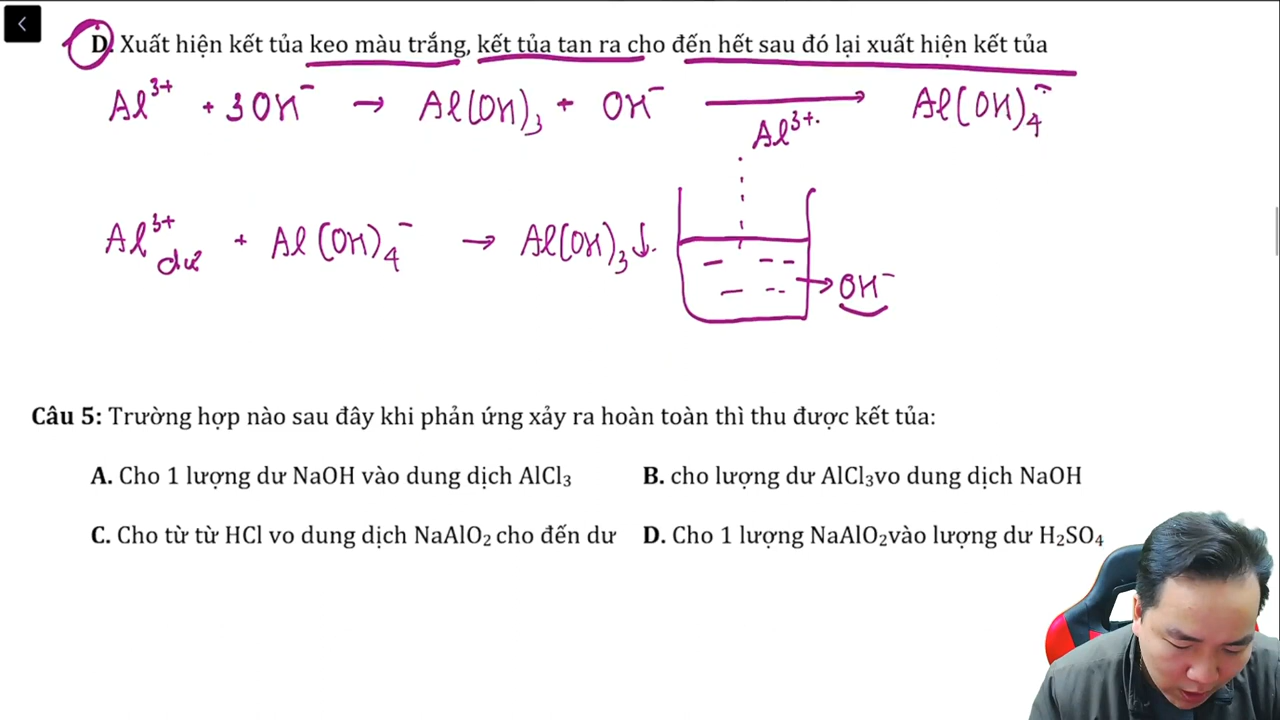 D. Xuất hiện kết tủa keo màu trắng, kết tủa tan ra cho đến hết sau đó lại xuất hiện kết tủa
Al³⁺ + 3OH⁻ → Al(OH)₃ + OH⁻ → Al(OH)₄⁻
Al³⁺
Al³⁺ dư + Al(OH)₄⁻ → Al(OH)₃↓
→ OH⁻
Câu 5: Trường hợp nào sau đây khi phản ứng xảy ra hoàn toàn thì thu được kết tủa:
A. Cho 1 lượng dư NaOH vào dung dịch AlCl₃ B. cho lượng dư AlCl₃vo dung dịch NaOH
C. Cho từ từ HCl vo dung dịch NaAlO₂ cho đến dư D. Cho 1 lượng NaAlO₂vào lượng dư H₂SO₄